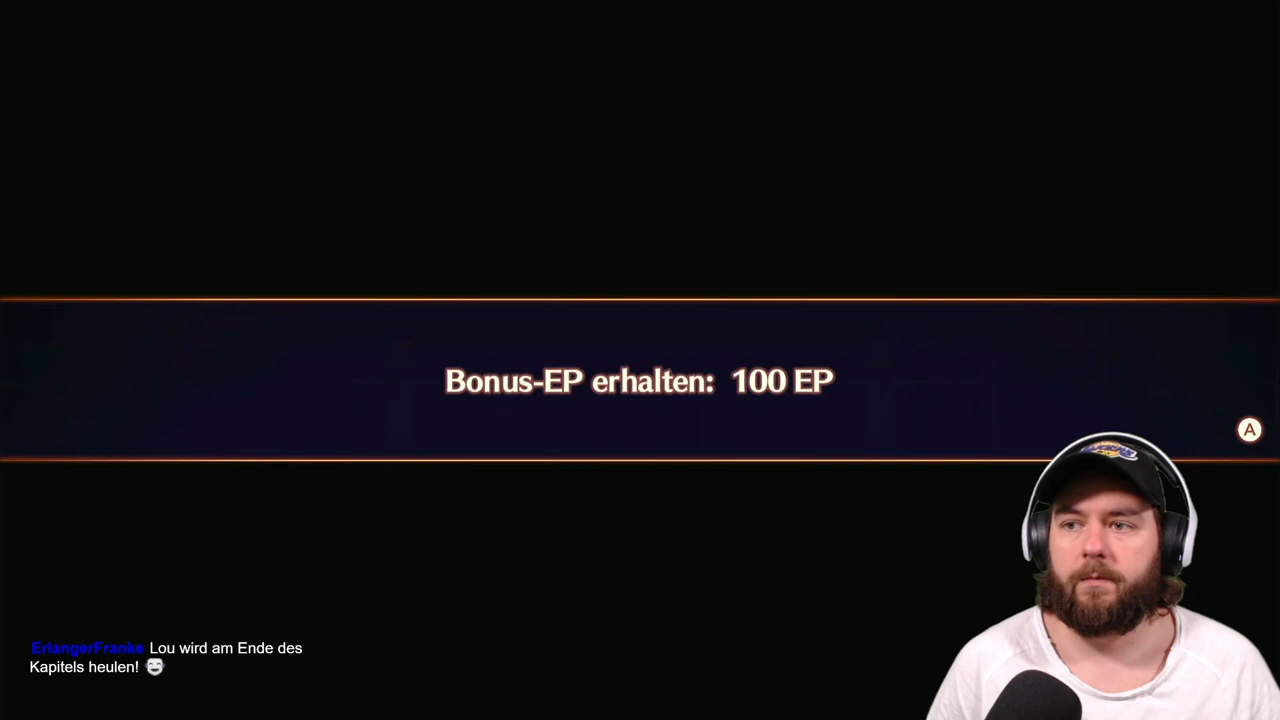 Bonus-EP erhalten: 100 EP
A
ErlangerFranke Lou wird am Ende des
Kapitels heulen!